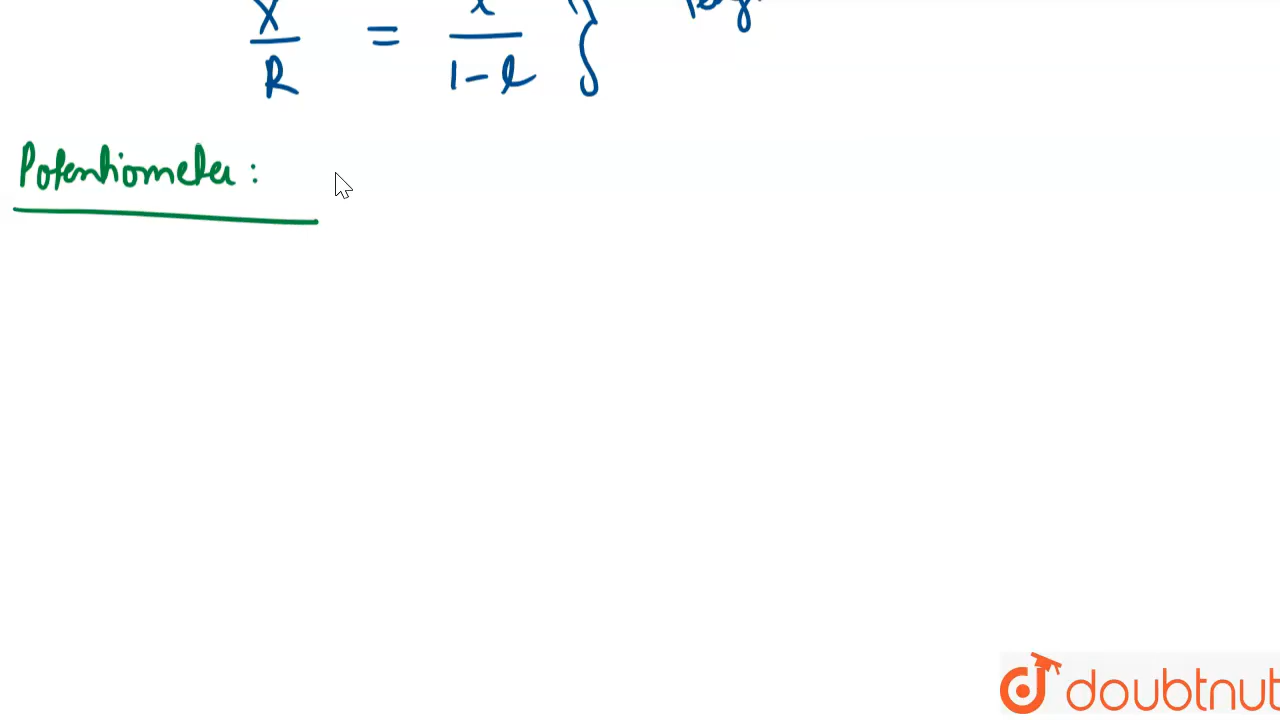 X/R = l/1-l }
Potentiometer :
doubtnut